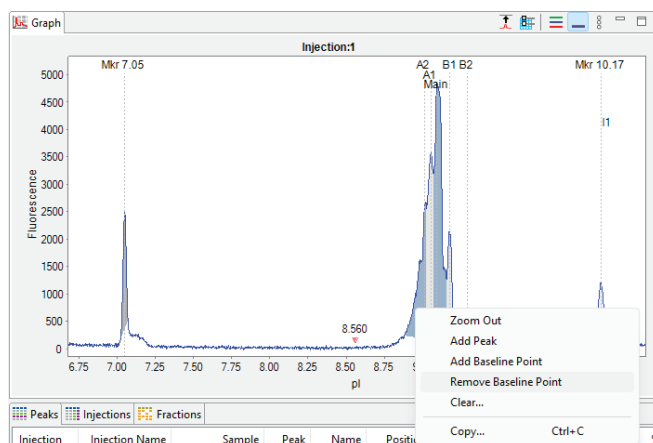 Graph
Injection:1
Mkr 7.05 A2 B1 B2 Mkr 10.17
A1
Main
I1
5000
4500
4000
3500
3000
2500
2000
1500
1000
500
0
Fluorescence
8.560
6.75 7.00 7.25 7.50 7.75 8.00 8.25 8.50 8.75
pI
Zoom Out
Add Peak
Add Baseline Point
Remove Baseline Point
Clear...
Copy... Ctrl+C
Peaks Injections Fractions
Injection Injection Name Sample Peak Name